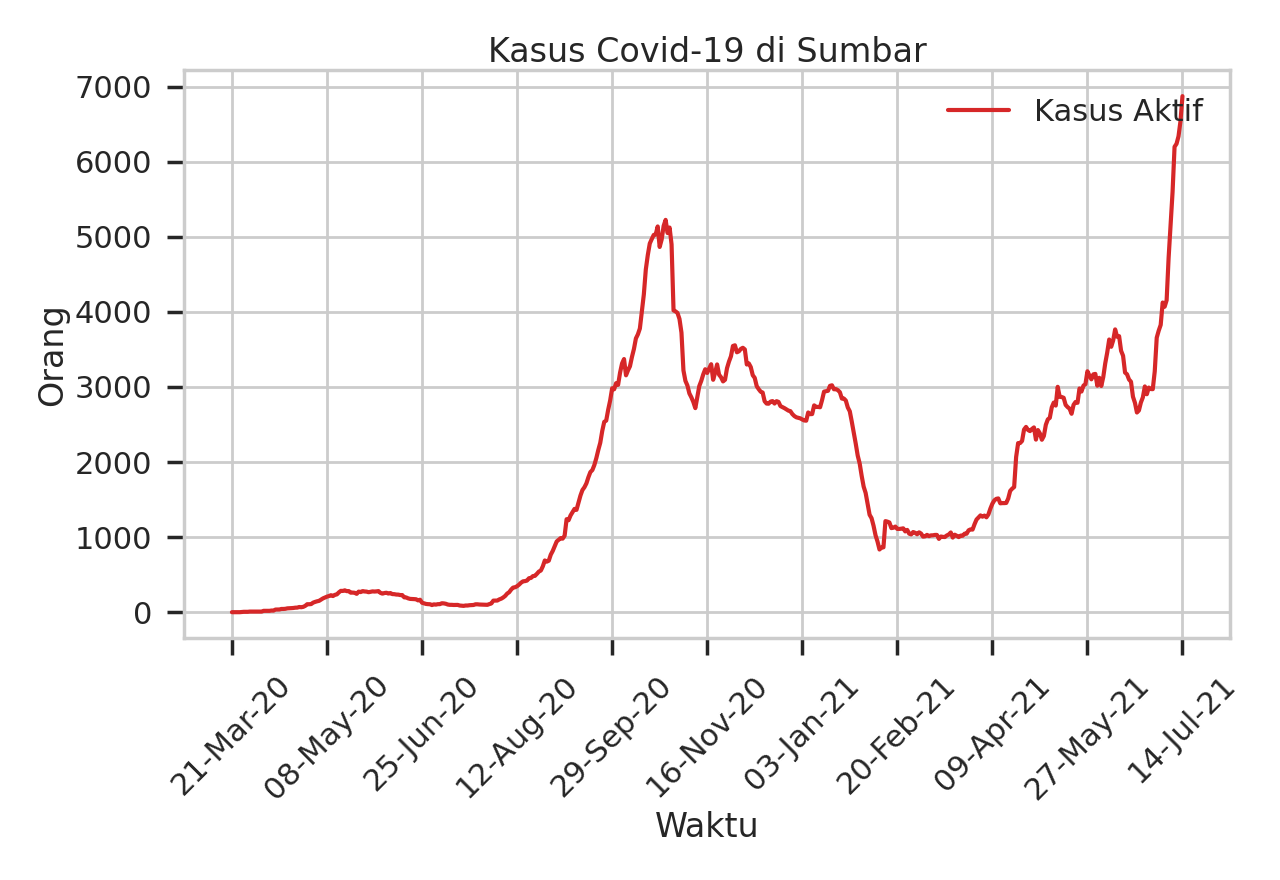 Kasus Covid-19 di Sumbar
Kasus Aktif
Orang
7000
6000
5000
4000
3000
2000
1000
0
21-Mar-20
08-May-20
25-Jun-20
12-Aug-20
29-Sep-20
16-Nov-20
03-Jan-21
20-Feb-21
09-Apr-21
27-May-21
14-Jul-21
Waktu